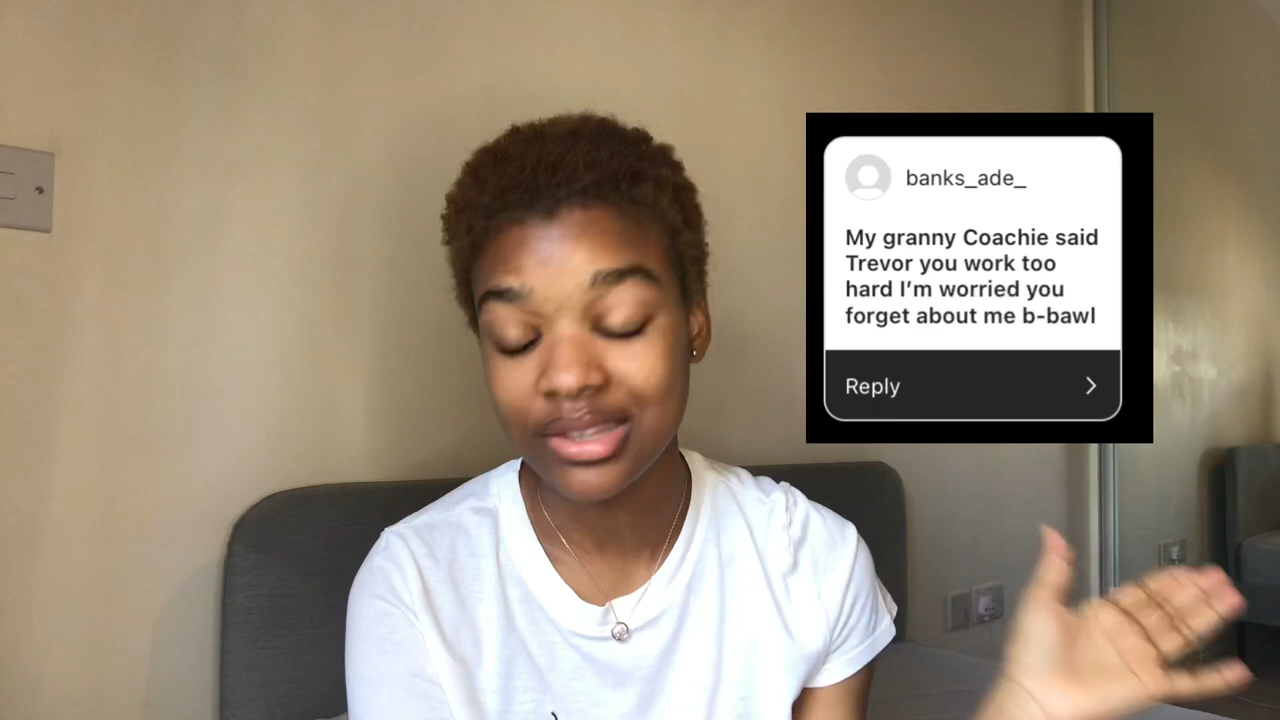 banks_ade_
My granny Coachie said
Trevor you work too
hard I’m worried you
forget about me b-bawl
Reply